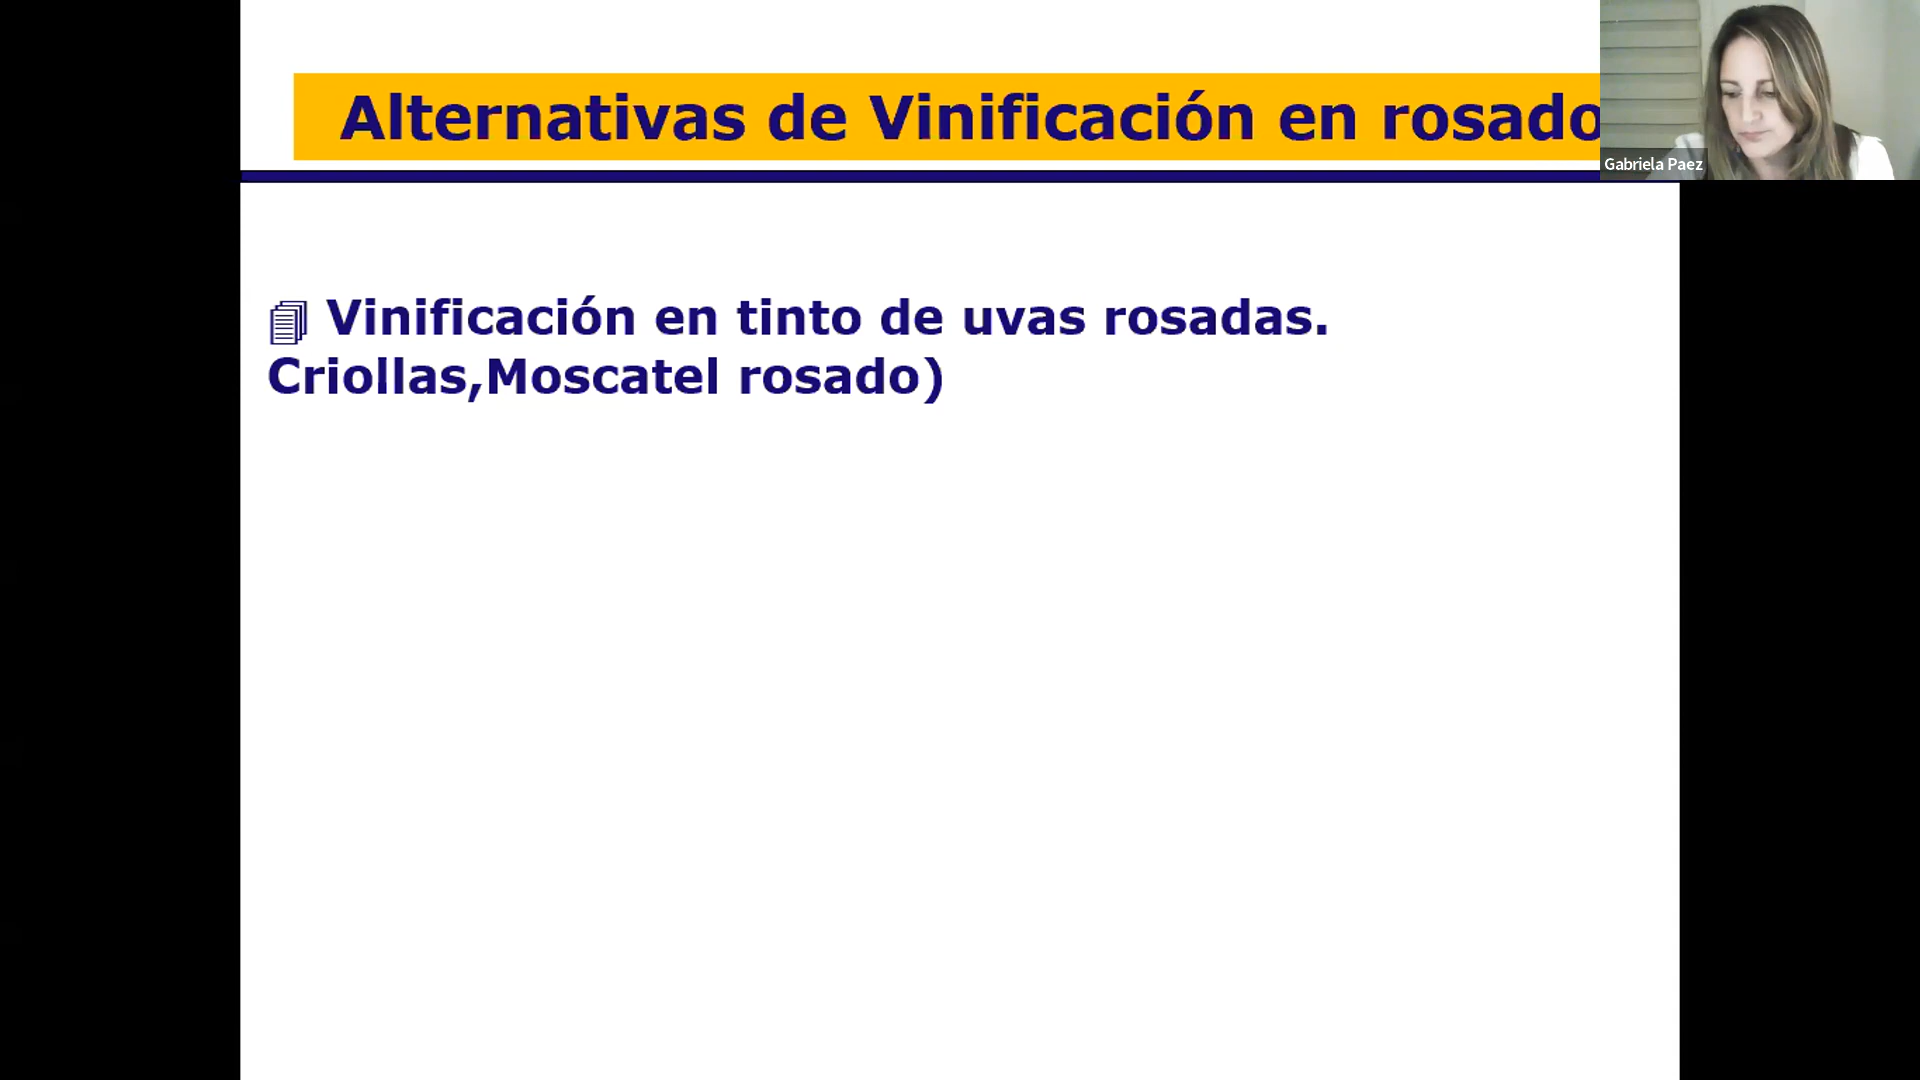 Alternativas de Vinificación en rosado
Gabriela Paez
Vinificación en tinto de uvas rosadas.
Criollas,Moscatel rosado)